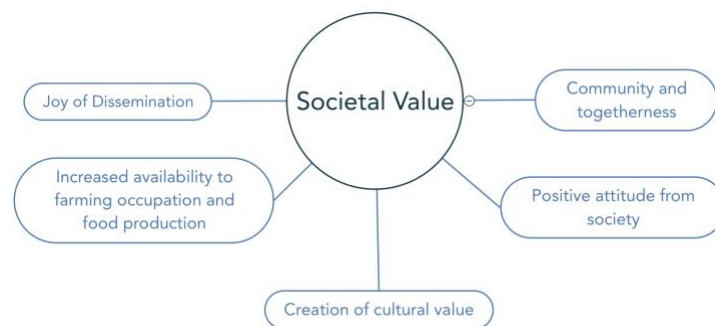 Societal Value
Joy of Dissemination
Community and
togetherness
Increased availability to
farming occupation and
food production
Positive attitude from
society
Creation of cultural value